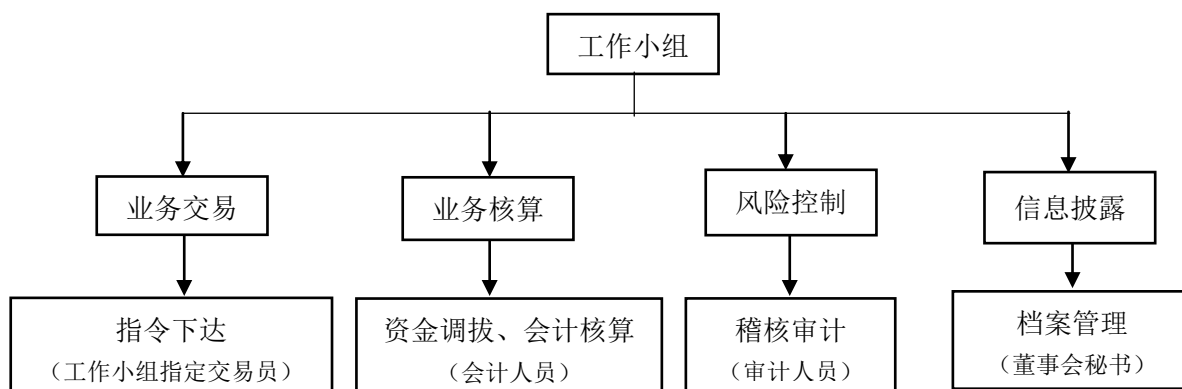 工作小组
业务交易
业务核算
风险控制
信息披露
指令下达
（工作小组指定交易员）
资金调拔、会计核算
（会计人员）
稽核审计
（审计人员）
档案管理
（董事会秘书）